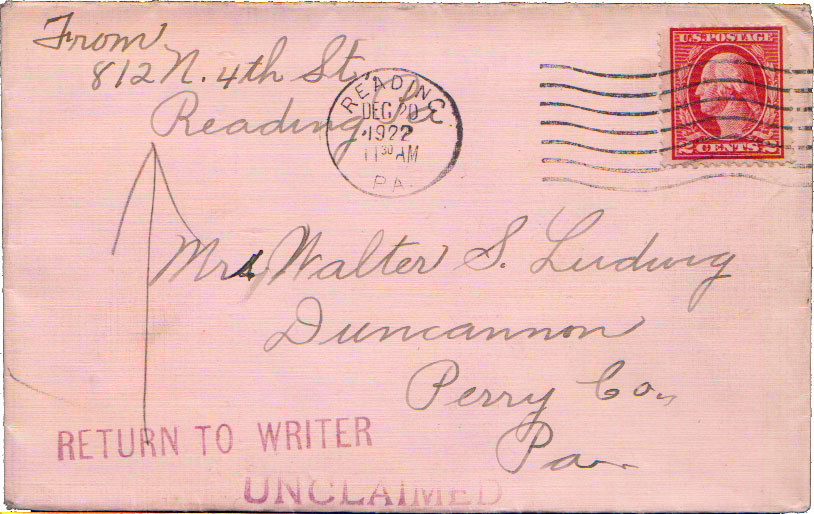 From
812 N. 4th St.
Reading Pa
READING
DEC 20
1922
11 30 AM
PA.
U.S. POSTAGE
2 CENTS 2
Mrs Walter S. Ludwig
Duncannon
Perry Co.
Pa.
RETURN TO WRITER
UNCLAIMED